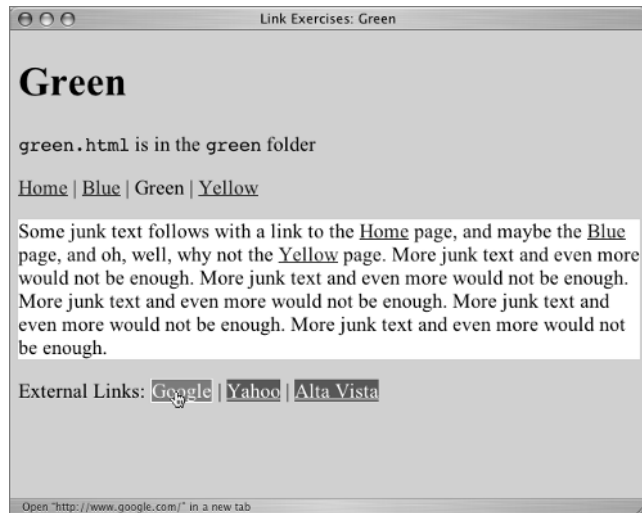 Link Exercises: Green
Green
green.html is in the green folder
Home | Blue | Green | Yellow
Some junk text follows with a link to the Home page, and maybe the Blue
page, and oh, well, why not the Yellow page. More junk text and even more
would not be enough. More junk text and even more would not be enough.
More junk text and even more would not be enough. More junk text and
even more would not be enough. More junk text and even more would not
be enough.
External Links: Google | Yahoo | Alta Vista
Open "http://www.google.com/" in a new tab